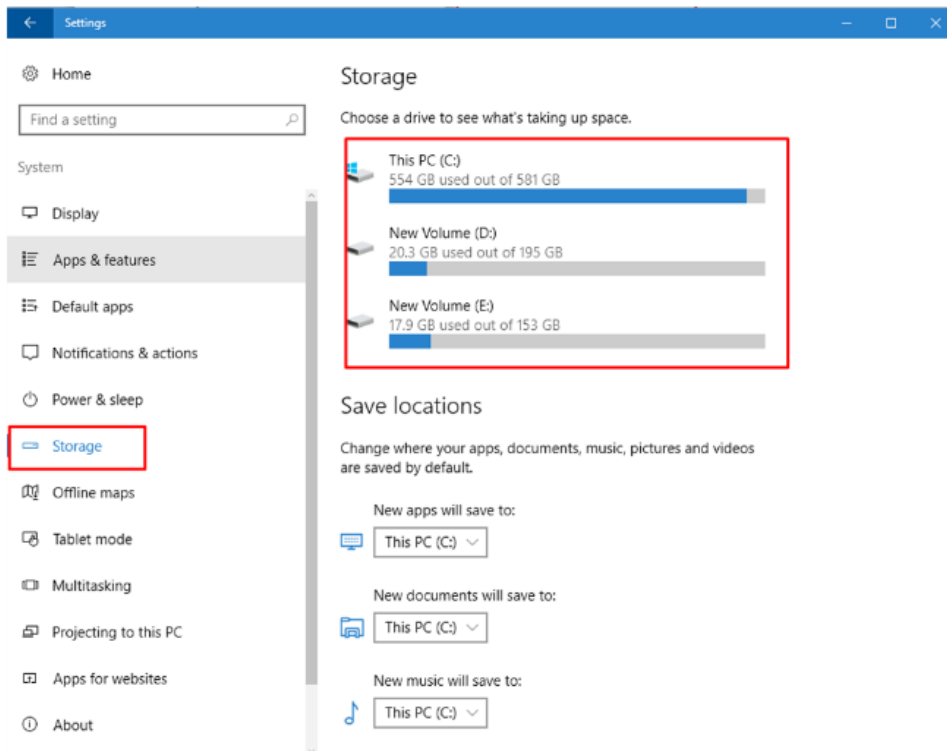 Settings
Home
Find a setting
System
Display
Apps & features
Default apps
Notifications & actions
Power & sleep
Storage
Offline maps
Tablet mode
Multitasking
Projecting to this PC
Apps for websites
About
Storage
Choose a drive to see what's taking up space.
This PC (C:)
554 GB used out of 581 GB
New Volume (D:)
20.3 GB used out of 195 GB
New Volume (E:)
17.9 GB used out of 153 GB
Save locations
Change where your apps, documents, music, pictures and videos
are saved by default.
New apps will save to:
This PC (C:)
New documents will save to:
This PC (C:)
New music will save to:
This PC (C:)